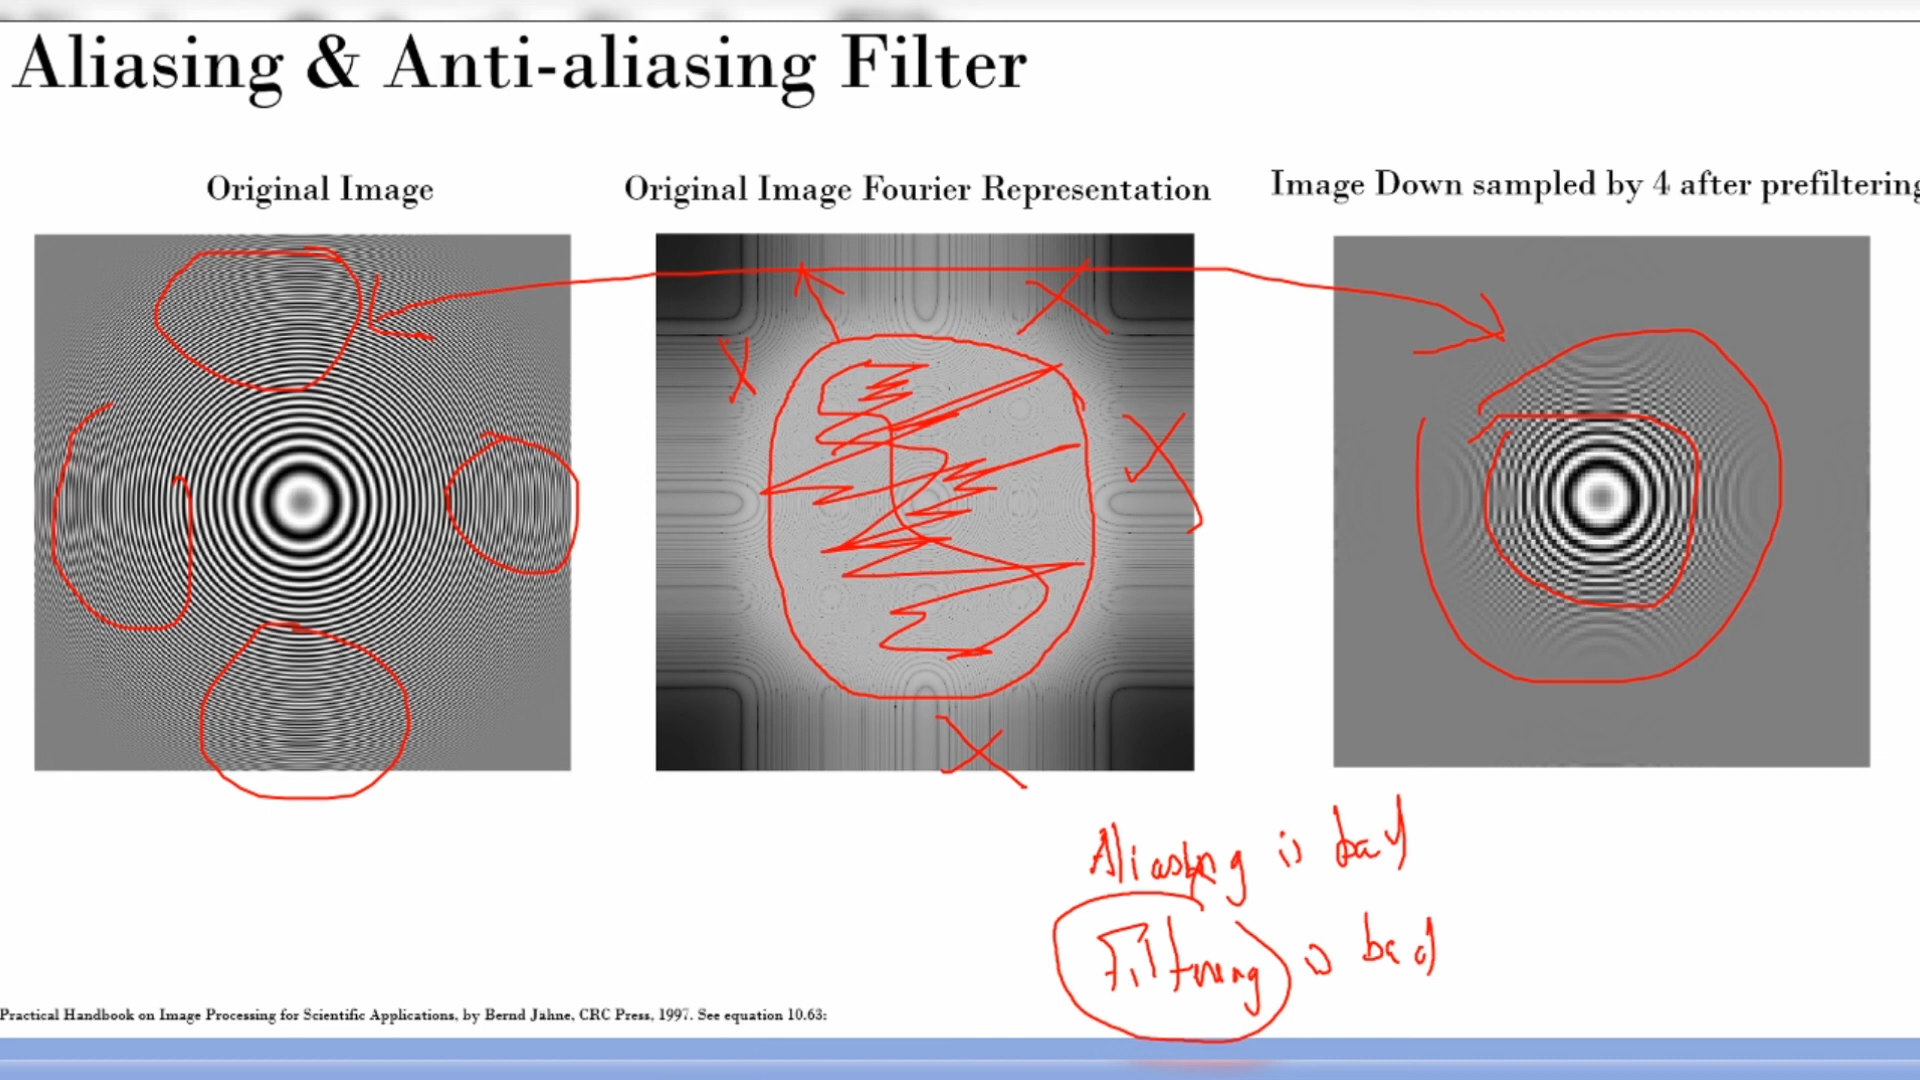 Aliasing & Anti-aliasing Filter
Original Image
Original Image Fourier Representation
Image Down sampled by 4 after prefiltering
Aliasing is bad
Filtering is bad
Practical Handbook on Image Processing for Scientific Applications, by Bernd Jahne, CRC Press, 1997. See equation 10.63: